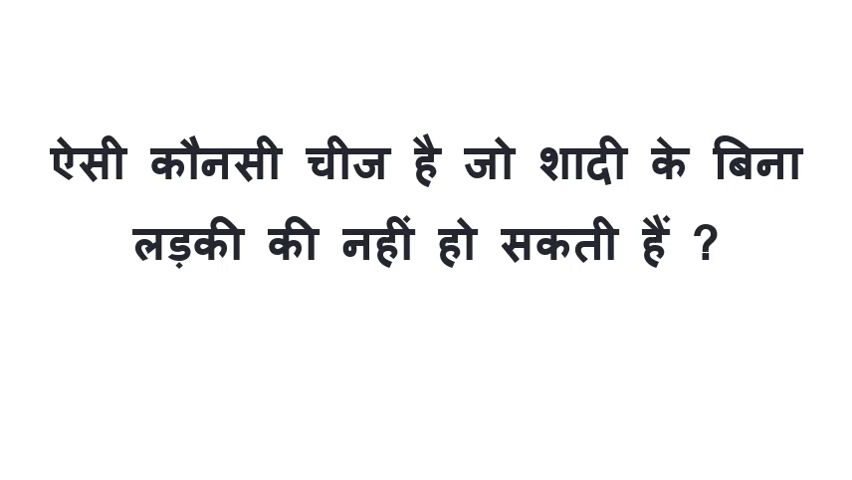 ऐसी कौनसी चीज है जो शादी के बिना
लड़की की नहीं हो सकती हैं ?